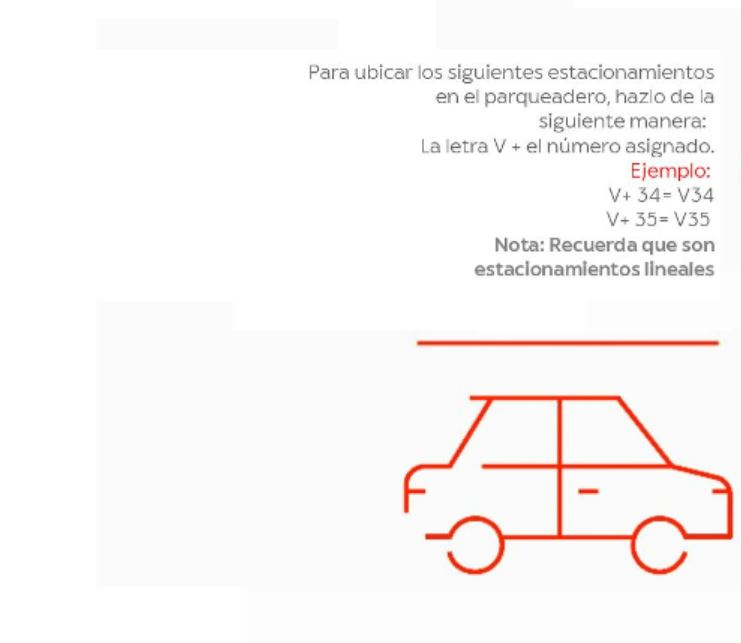 Para ubicar los siguientes estacionamientos
en el parqueadero, hazlo de la
siguiente manera:
La letra V + el número asignado.
Ejemplo:
V+ 34= V34
V+ 35= V35
Nota: Recuerda que son
estacionamientos lineales